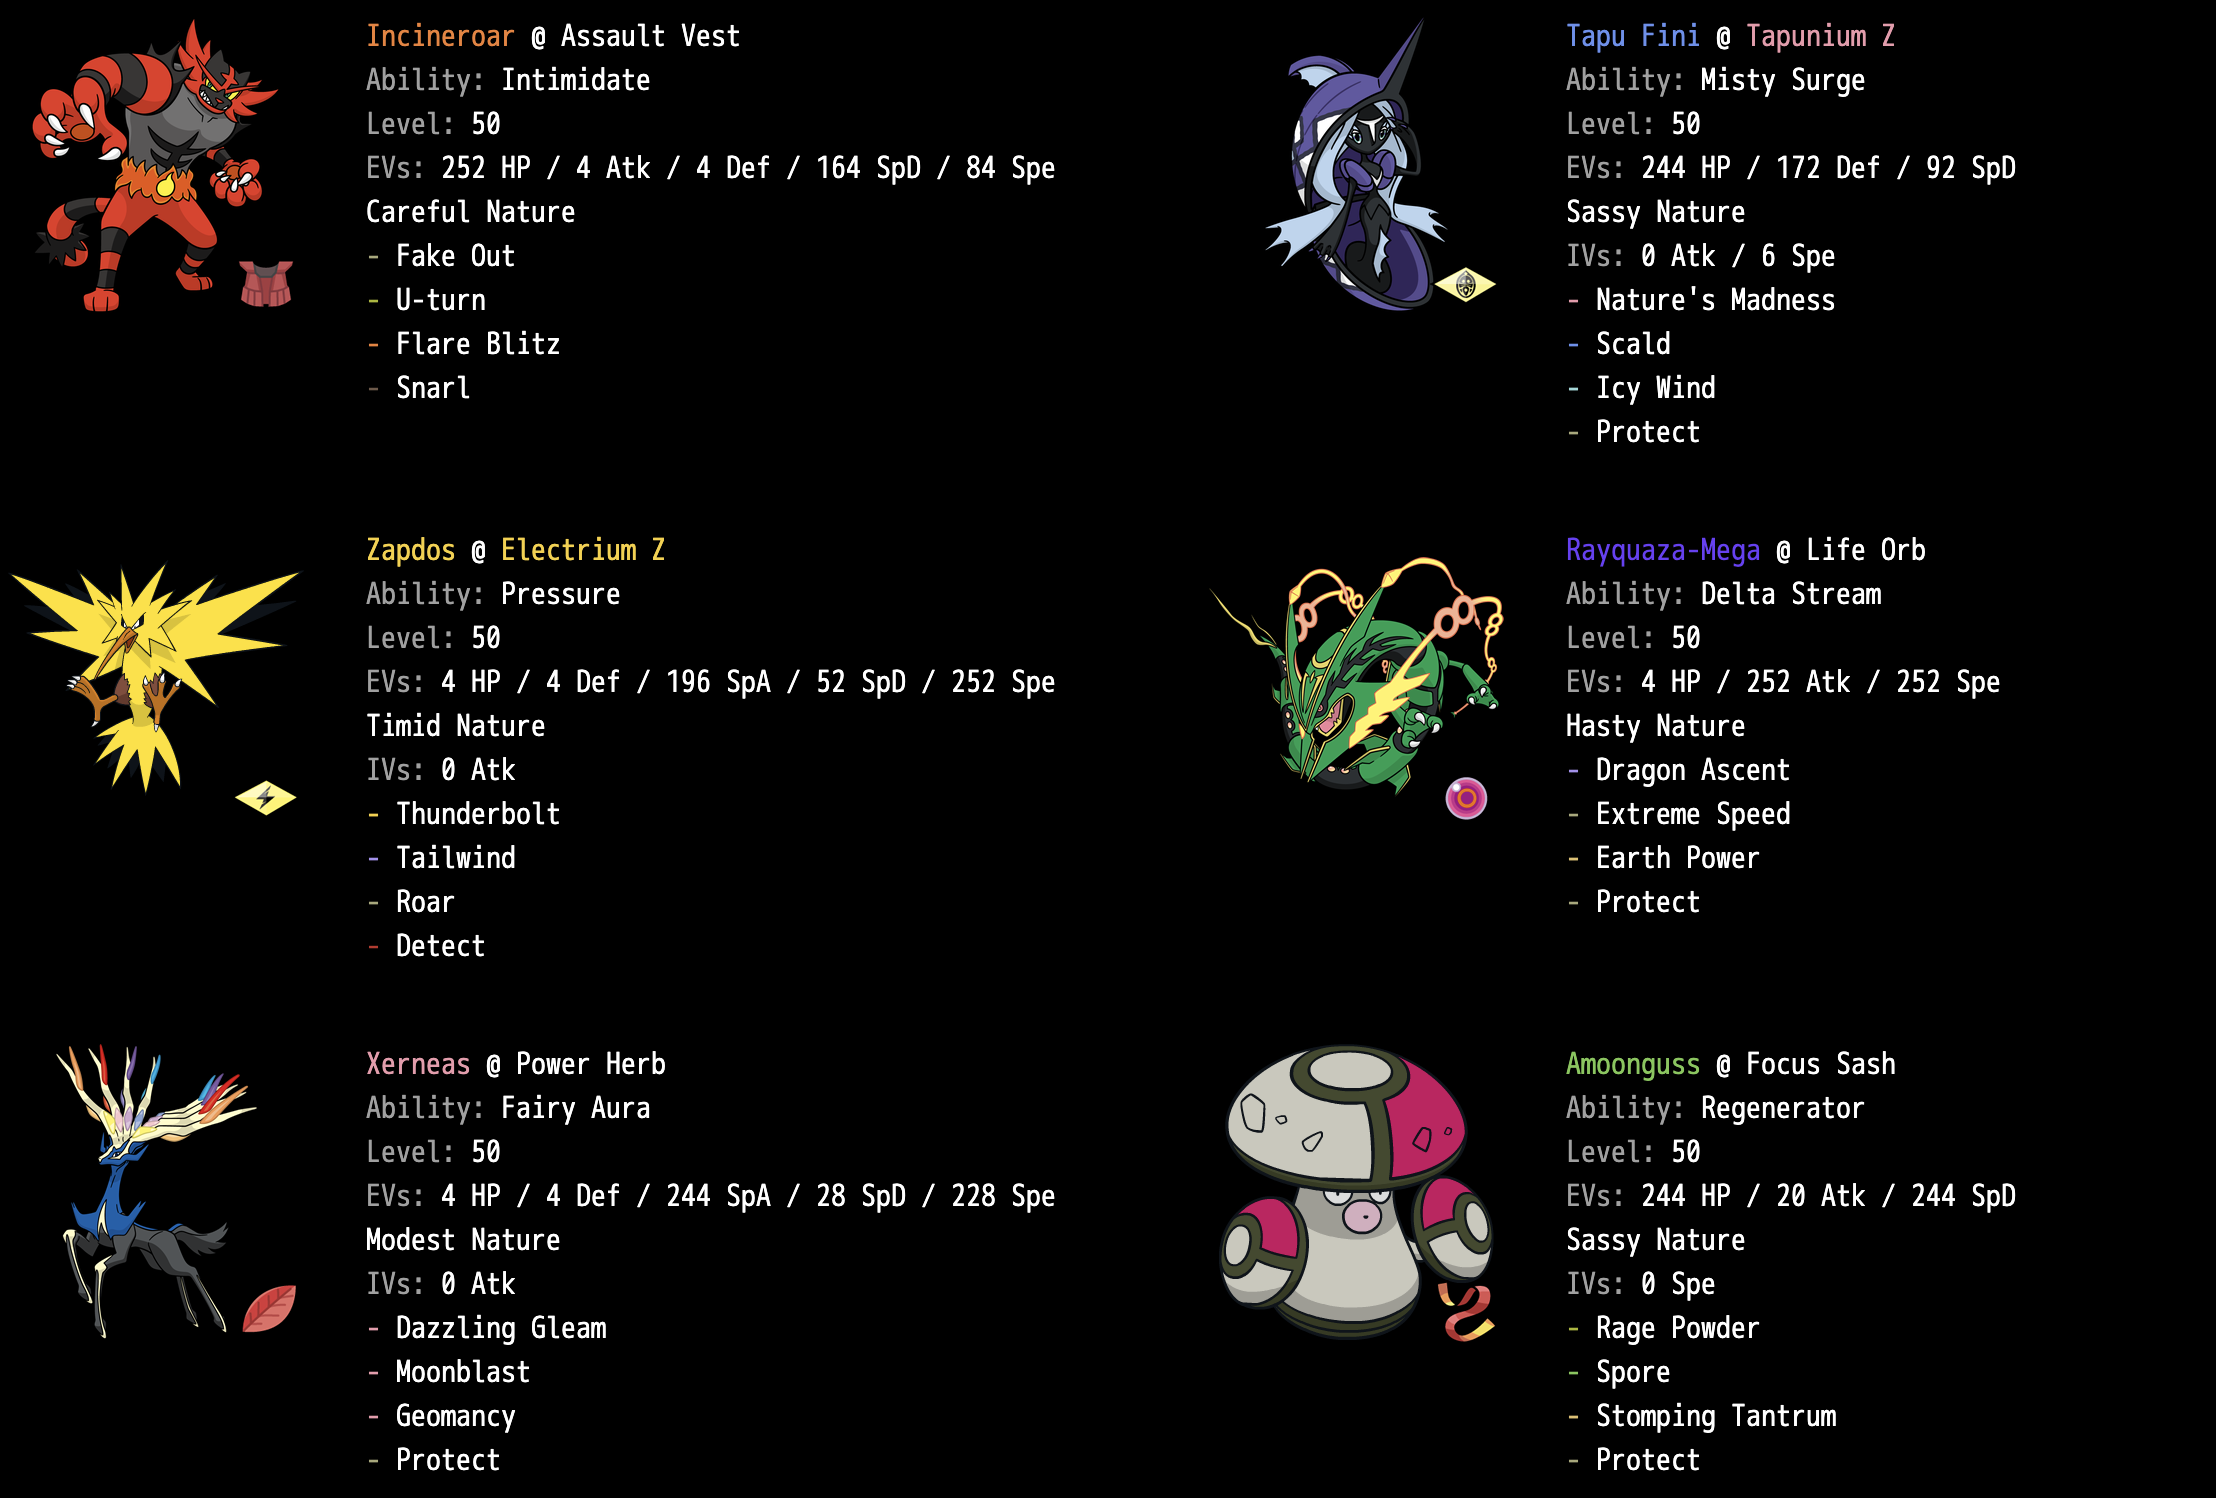 Incineroar @ Assault Vest
Ability: Intimidate
Level: 50
EVs: 252 HP / 4 Atk / 4 Def / 164 SpD / 84 Spe
Careful Nature
- Fake Out
- U-turn
- Flare Blitz
- Snarl
Tapu Fini @ Tapunium Z
Ability: Misty Surge
Level: 50
EVs: 244 HP / 172 Def / 92 SpD
Sassy Nature
IVs: 0 Atk / 6 Spe
- Nature's Madness
- Scald
- Icy Wind
- Protect
Zapdos @ Electrium Z
Ability: Pressure
Level: 50
EVs: 4 HP / 4 Def / 196 SpA / 52 SpD / 252 Spe
Timid Nature
IVs: 0 Atk
- Thunderbolt
- Tailwind
- Roar
- Detect
Rayquaza-Mega @ Life Orb
Ability: Delta Stream
Level: 50
EVs: 4 HP / 252 Atk / 252 Spe
Hasty Nature
- Dragon Ascent
- Extreme Speed
- Earth Power
- Protect
Xerneas @ Power Herb
Ability: Fairy Aura
Level: 50
EVs: 4 HP / 4 Def / 244 SpA / 28 SpD / 228 Spe
Modest Nature
IVs: 0 Atk
- Dazzling Gleam
- Moonblast
- Geomancy
- Protect
Amoonguss @ Focus Sash
Ability: Regenerator
Level: 50
EVs: 244 HP / 20 Atk / 244 SpD
Sassy Nature
IVs: 0 Spe
- Rage Powder
- Spore
- Stomping Tantrum
- Protect